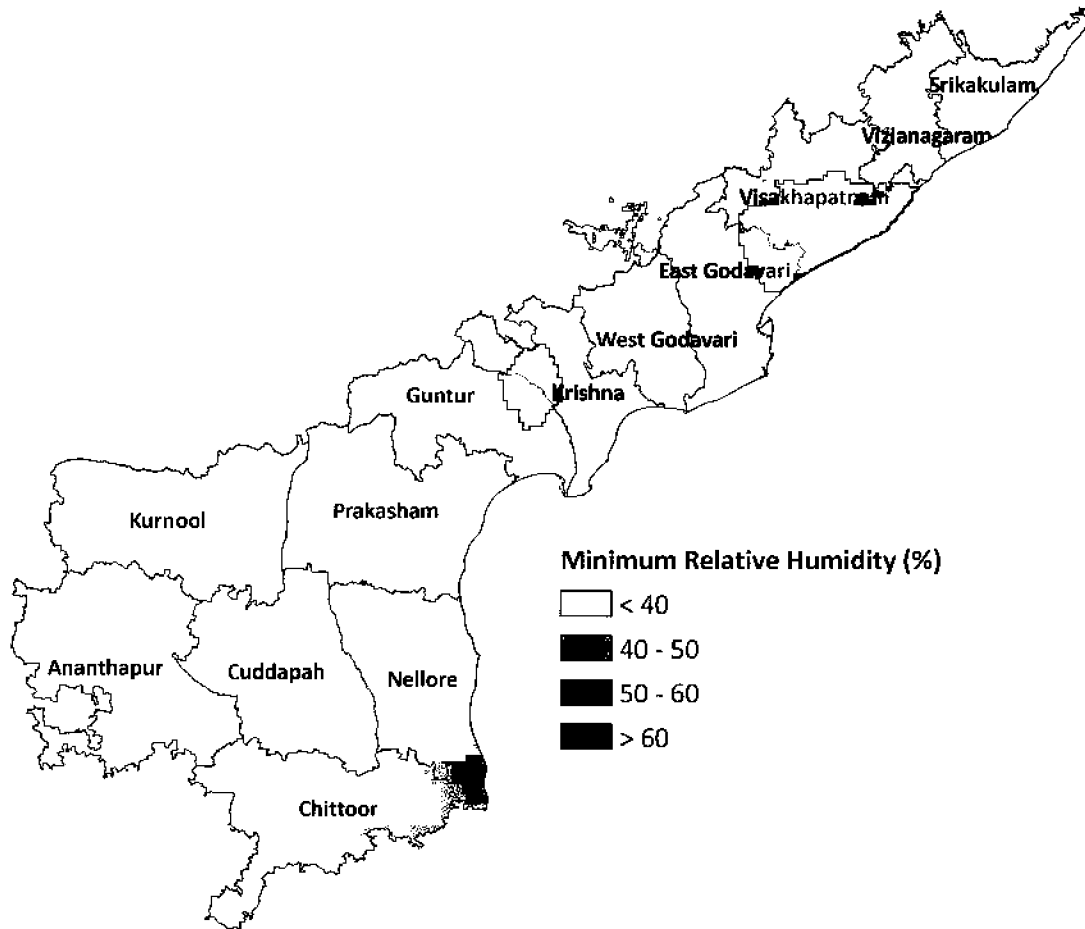 Srikakulam
Vizianagaram
Visakhapatnam
East Godavari
West Godavari
Krishna
Guntur
Prakasham
Kurnool
Ananthapur
Cuddapah
Nellore
Chittoor
Minimum Relative Humidity (%)
< 40
40 - 50
50 - 60
> 60